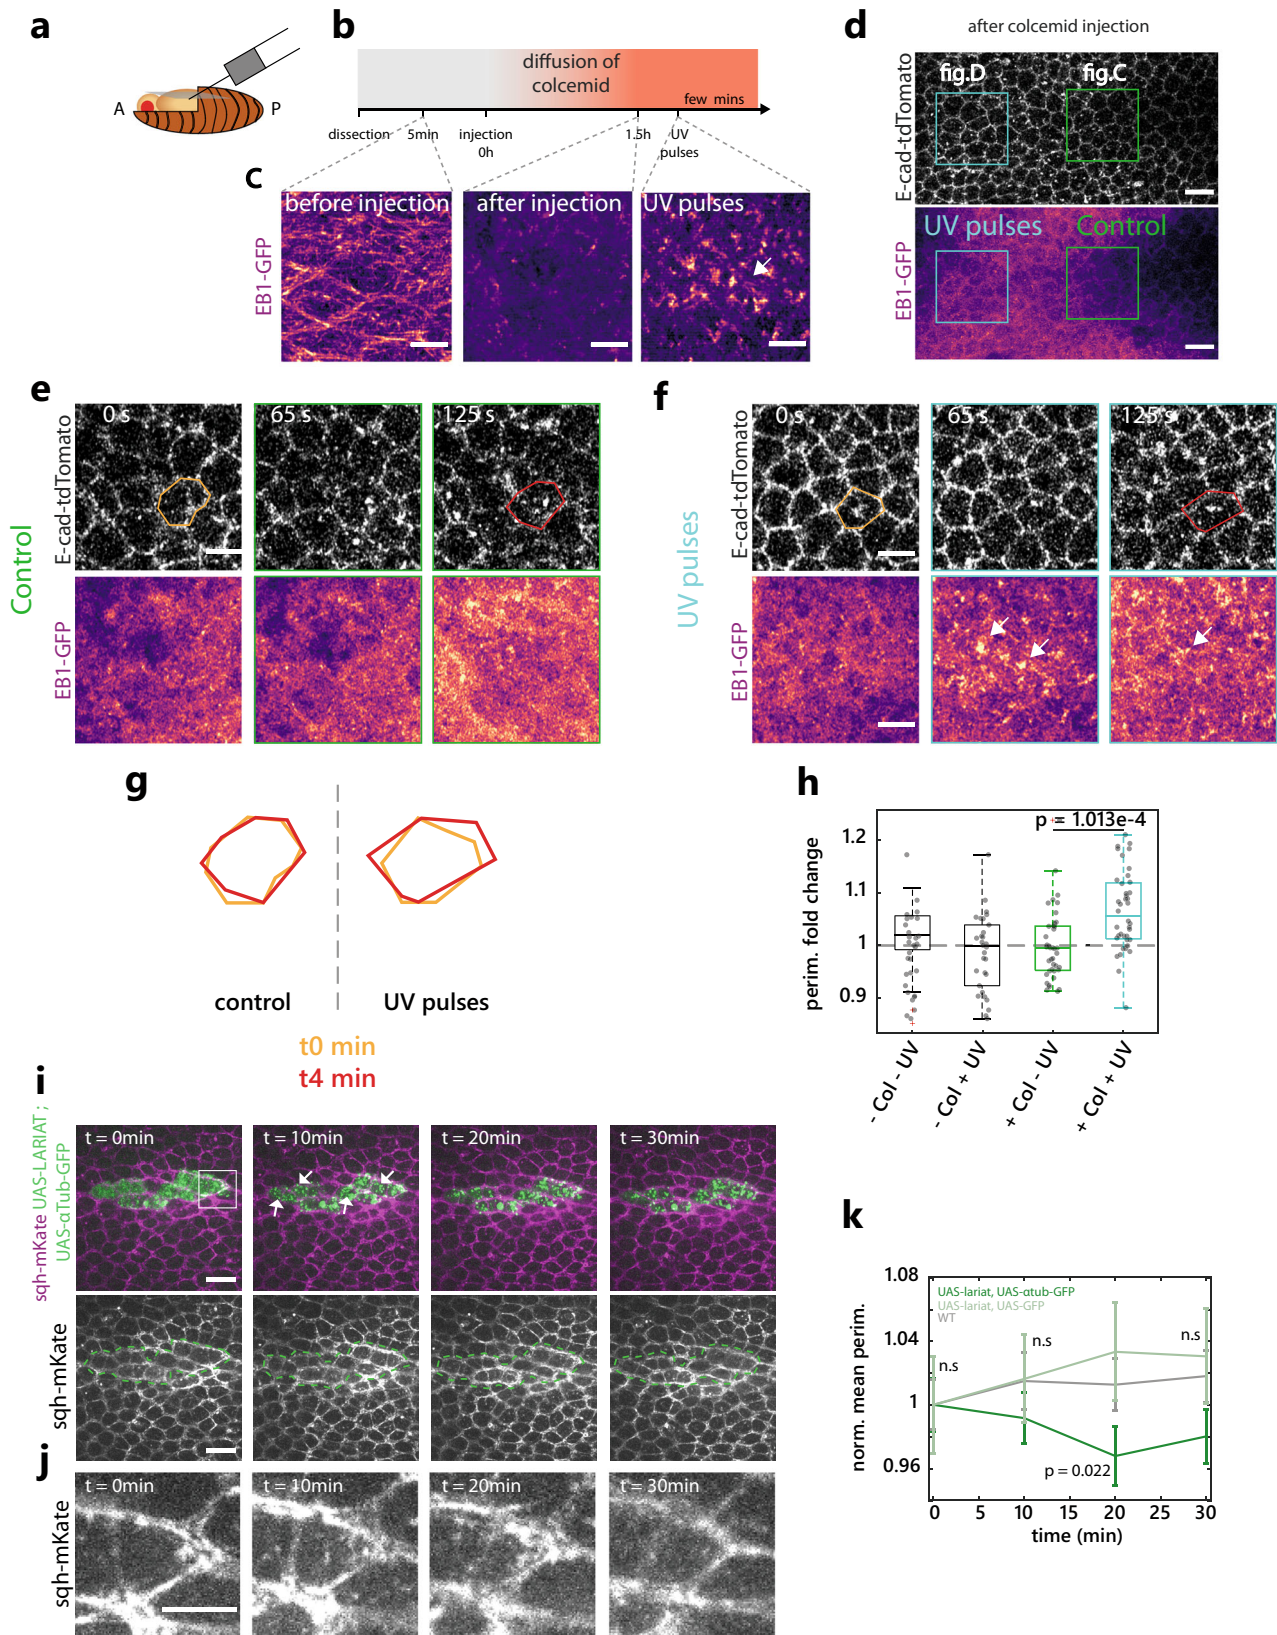 a
A
P
b
diffusion of
colcemid
few mins
dissection
5min
injection
0h
1.5h
UV
pulses
c
before injection
after injection
UV pulses
EB1-GFP
d
after colcemid injection
fig.D
fig.C
E-cad-tdTomato
UV pulses
Control
EB1-GFP
e
Control
E-cad-tdTomato
0 s
65 s
125 s
EB1-GFP
f
UV pulses
E-cad-tdTomato
0 s
65 s
125 s
EB1-GFP
g
control
UV pulses
t0 min
t4 min
h
perim. fold change
1.2
1.1
1
0.9
p = 1.013e-4
- Col - UV
- Col + UV
+ Col - UV
+ Col + UV
i
sqh-mKate UAS-LARIAT ;
UAS-αTub-GFP
t = 0min
t = 10min
t = 20min
t = 30min
sqh-mKate
j
sqh-mKate
t = 0min
t = 10min
t = 20min
t = 30min
k
norm. mean perim.
1.08
1.04
1
0.96
UAS-lariat, UAS-αtub-GFP
UAS-lariat, UAS-GFP
WT
n.s
n.s
n.s
p = 0.022
0
5
10
15
20
25
30
time (min)